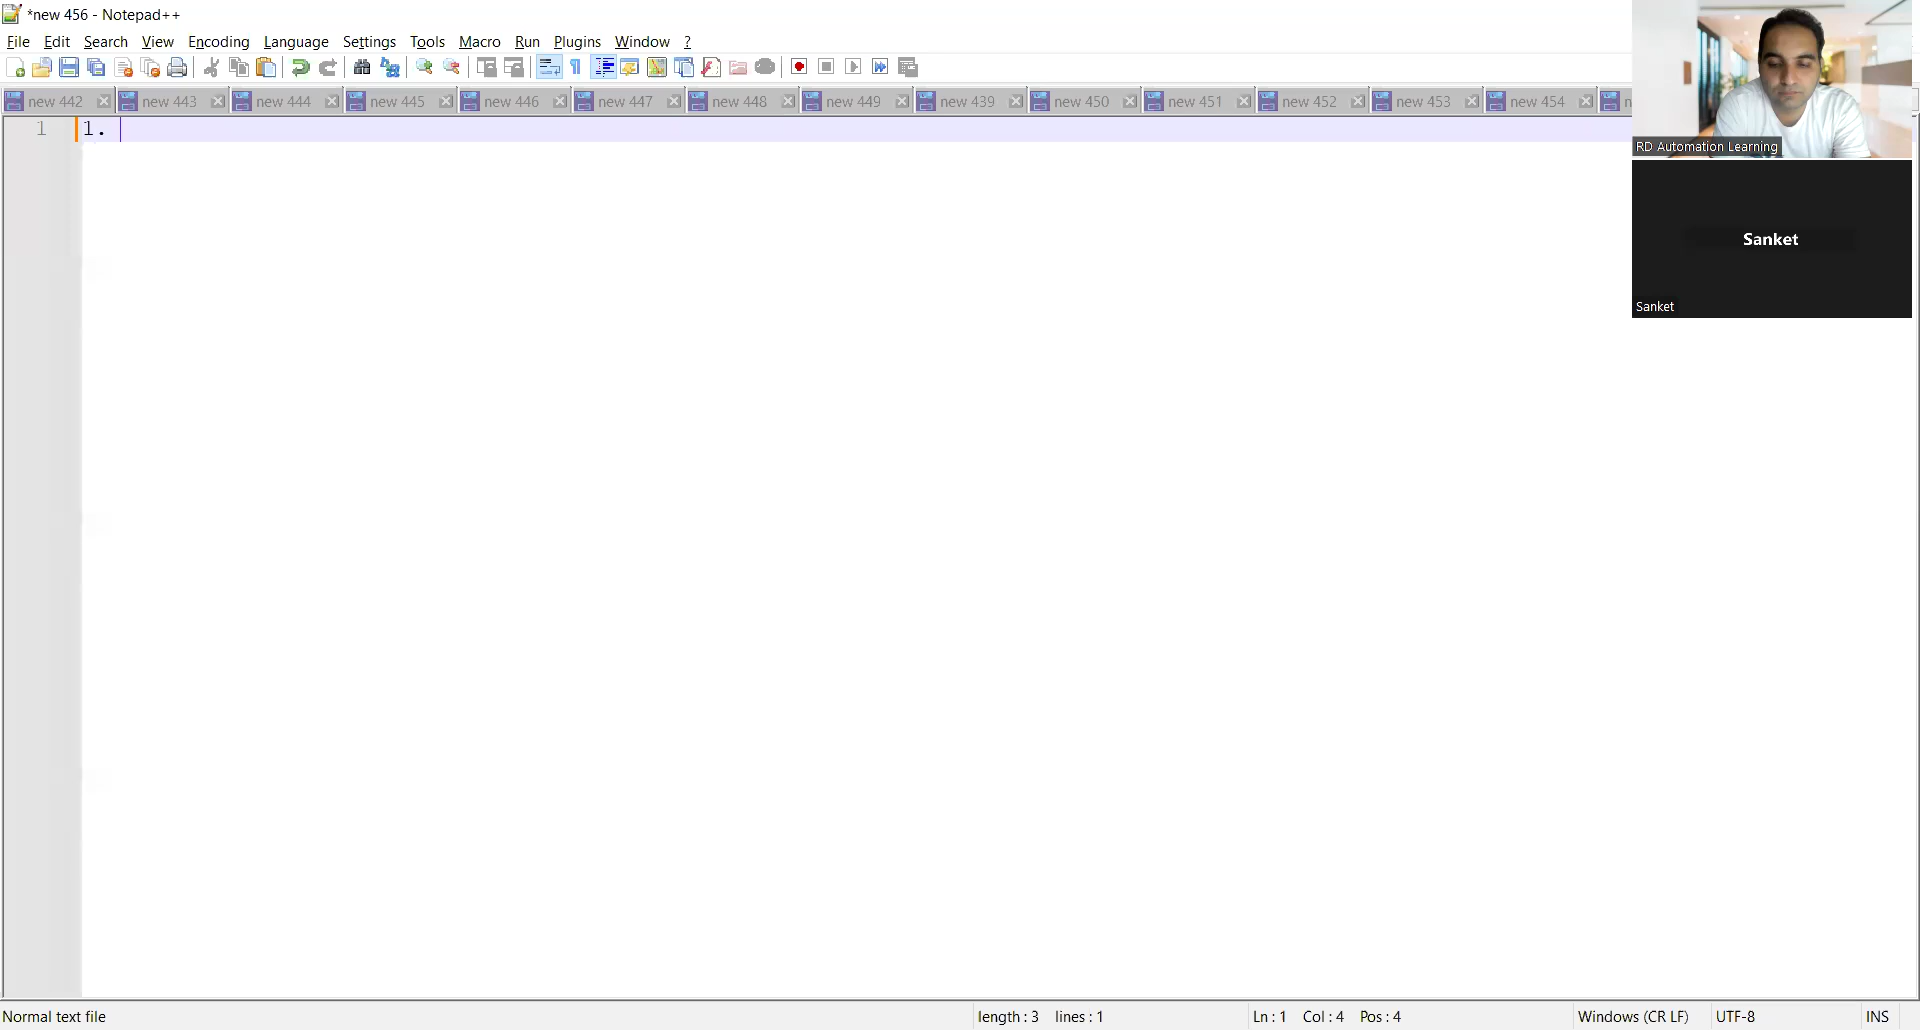 *new 456 - Notepad++
File Edit Search View Encoding Language Settings Tools Macro Run Plugins Window ?
new 442 new 443 new 444 new 445 new 446 new 447 new 448 new 449 new 439 new 450 new 451 new 452 new 453 new 454
1 1.
RD Automation Learning
Sanket
Sanket
Normal text file length : 3 lines : 1 Ln : 1 Col : 4 Pos : 4 Windows (CR LF) UTF-8 INS